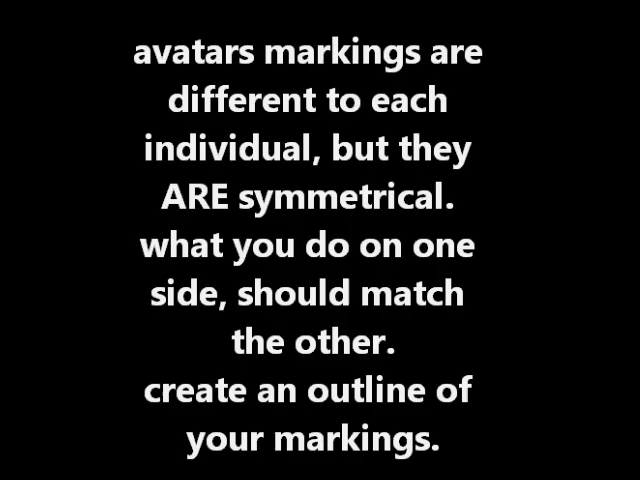 avatars markings are
different to each
individual, but they
ARE symmetrical.
what you do on one
side, should match
the other.
create an outline of
your markings.